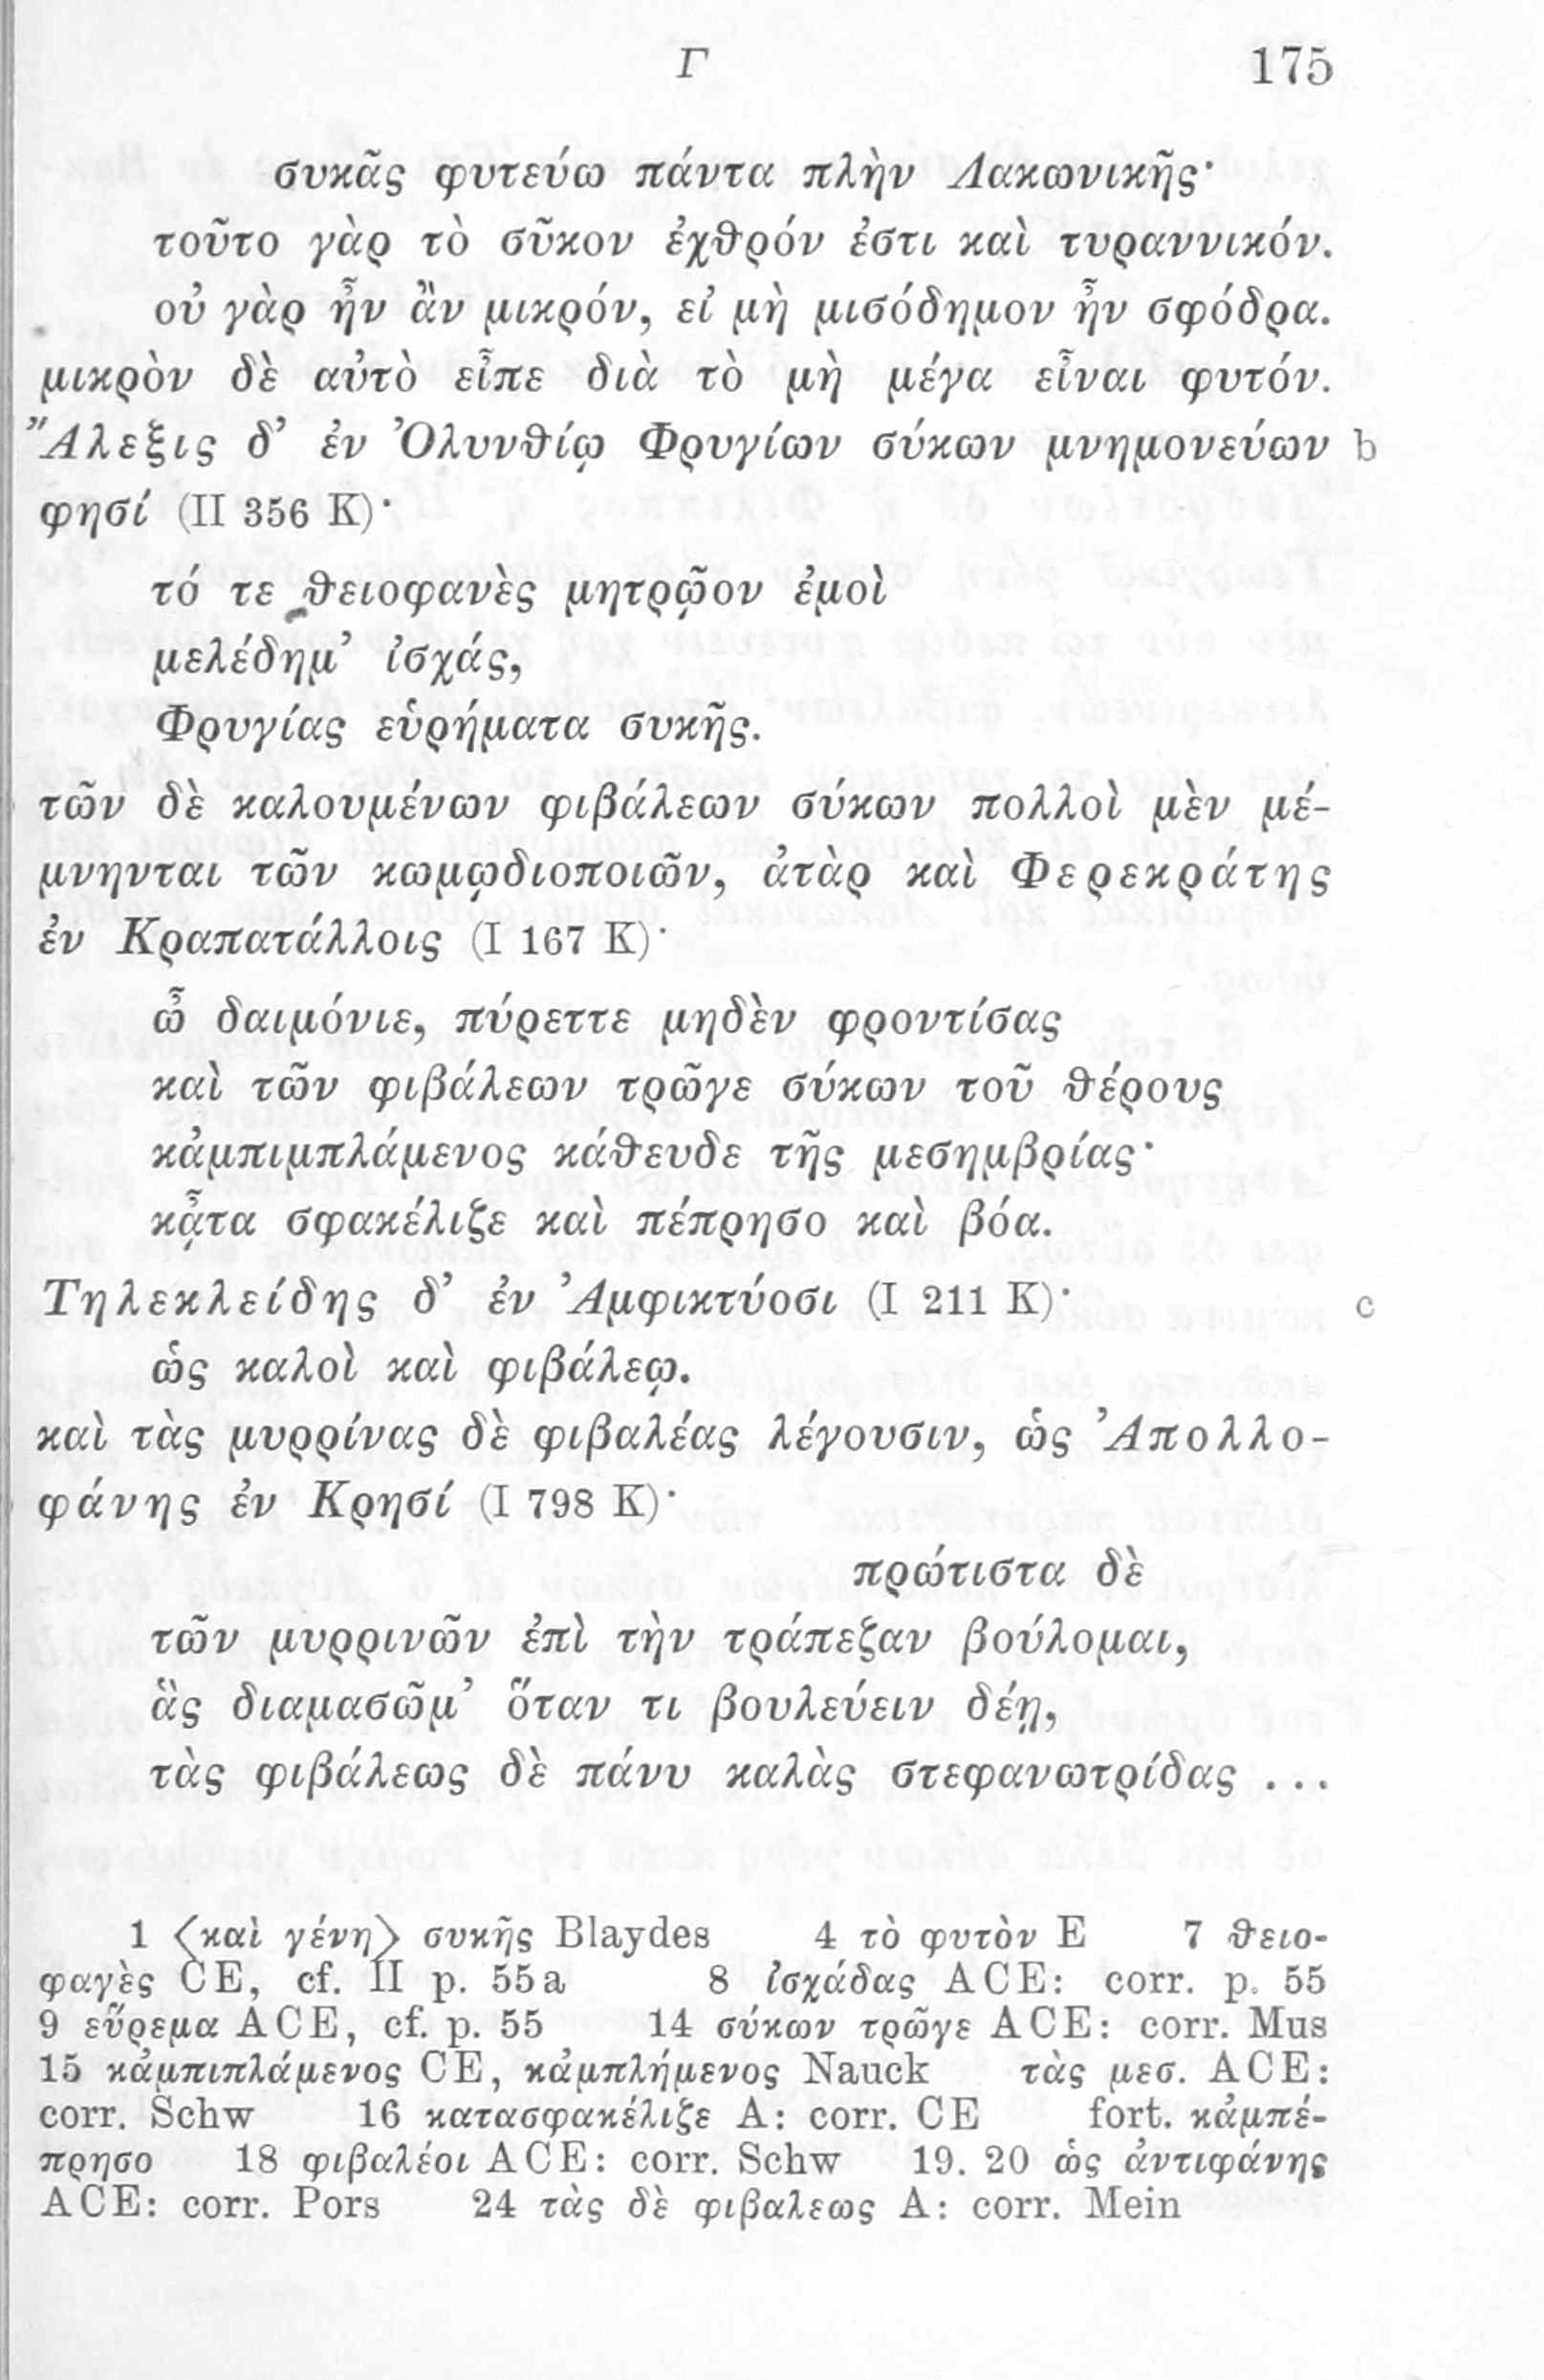 Γ 175
συκᾶς φυτεύω πάντα πλὴν Λακωνικῆς·
τοῦτο γὰρ τὸ σῦκον ἐχθρόν ἐστι καὶ τυραννικόν.
οὐ γὰρ ἦν ἂν μικρόν, εἰ μὴ μισόδημον ἦν σφόδρα.
μικρὸν δὲ αὐτὸ εἶπε διὰ τὸ μὴ μέγα εἶναι φυτόν.
Ἄλεξις δ’ ἐν Ὀλυνθίῳ Φρυγίων σύκων μνημονεύων b
φησί (II 356 K)·
τό τε θειοφανὲς μητρῷον ἐμοὶ
μελέδημ’ ἰσχάς,
Φρυγίας εὑρήματα συκῆς.
τῶν δὲ καλουμένων φιβάλεων σύκων πολλοὶ μὲν μέ-
μνηνται τῶν κωμῳδιοποιῶν, ἀτὰρ καὶ Φερεκράτης
ἐν Κραπατάλλοις (I 167 K)·
ὦ δαιμόνιε, πύρεττε μηδὲν φροντίσας
καὶ τῶν φιβάλεων τρῶγε σύκων τοῦ θέρους
κἀμπιμπλάμενος κάθευδε τῆς μεσημβρίας·
κᾆτα σφακέλιζε καὶ πέπρησο καὶ βόα.
Τηλεκλείδης δ’ ἐν Ἀμφικτύοσι (I 211 K)· c
ὡς καλοὶ καὶ φιβάλεῳ.
καὶ τὰς μυρρίνας δὲ φιβαλέας λέγουσιν, ὡς Ἀπολλο-
φάνης ἐν Κρησί (I 798 K)·
πρώτιστα δὲ
τῶν μυρρινῶν ἐπὶ τὴν τράπεζαν βούλομαι,
ἃς διαμασῶμ’ ὅταν τι βουλεύειν δέῃ,
τὰς φιβάλεως δὲ πάνυ καλὰς στεφανωτρίδας ...
1 ⟨καὶ γένη⟩ συκῆς Blaydes 4 τὸ φυτὸν E 7 θειο-
φαγὲς CE, cf. II p. 55a 8 ἰσχάδας ACE: corr. p. 55
9 εὕρεμα ACE, cf. p. 55 14 σύκων τρῶγε ACE: corr. Mus
15 κἀμπιπλάμενος CE, κἀμπλήμενος Nauck τὰς μεσ. ACE:
corr. Schw 16 κατασφακέλιζε A: corr. CE fort. κἀμπέ-
πρησο 18 φιβαλέοι ACE: corr. Schw 19. 20 ὡς ἀντιφάνης
ACE: corr. Pors 24 τὰς δὲ φιβαλεως A: corr. Mein